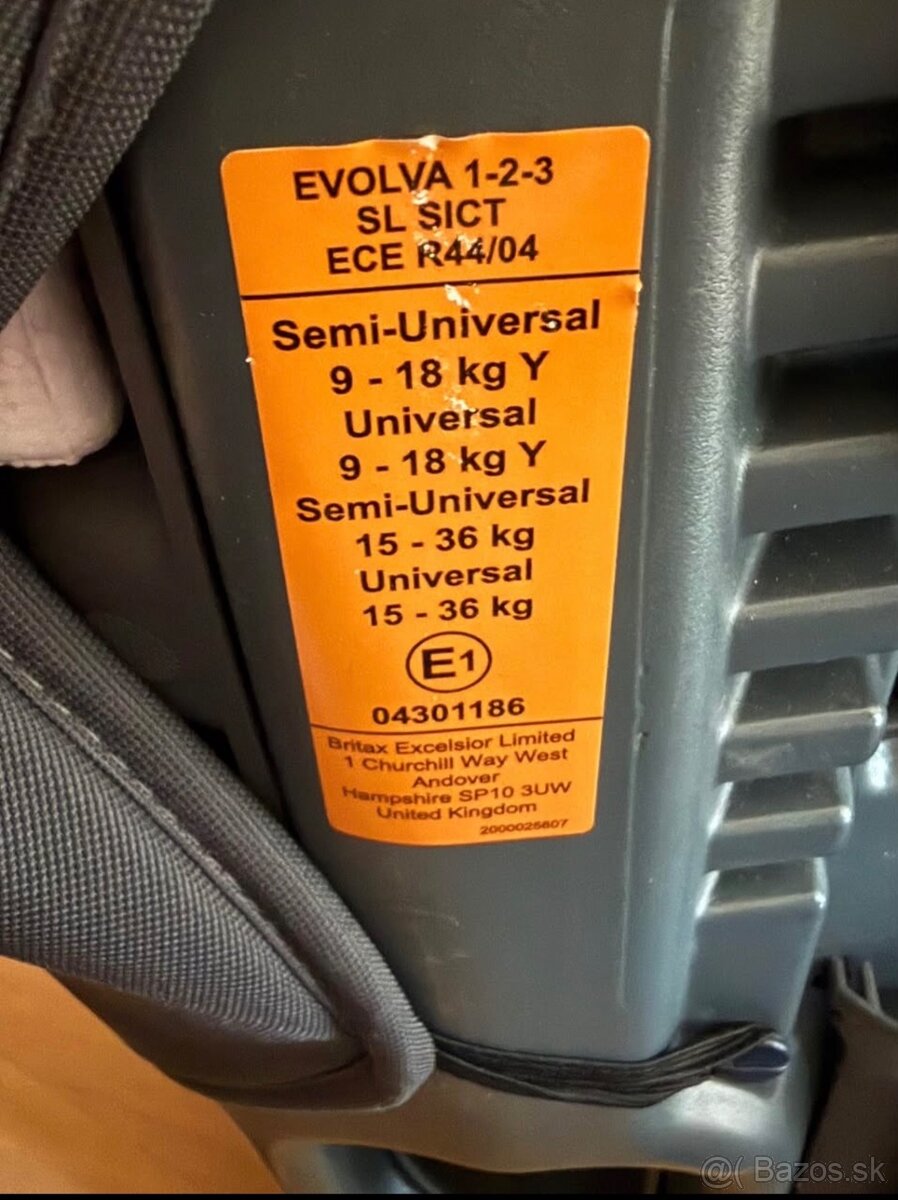 EVOLVA 1-2-3
SL SICT
ECE R44/04
Semi-Universal
9 - 18 kg Y
Universal
9 - 18 kg Y
Semi-Universal
15 - 36 kg
Universal
15 - 36 kg
E1
04301186
Britax Excelsior Limited
1 Churchill Way West
Andover
Hampshire SP10 3UW
United Kingdom
2000025607
@( Bazos.sk